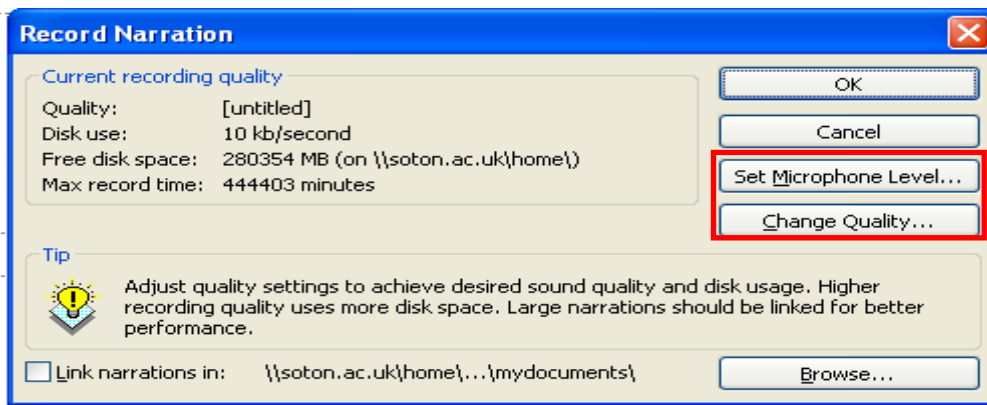 Record Narration
Current recording quality
Quality: [untitled]
Disk use: 10 kb/second
Free disk space: 280354 MB (on \\soton.ac.uk\home\)
Max record time: 444403 minutes
OK
Cancel
Set Microphone Level...
Change Quality...
Tip
Adjust quality settings to achieve desired sound quality and disk usage. Higher
recording quality uses more disk space. Large narrations should be linked for better
performance.
Link narrations in: \\soton.ac.uk\home\...\mydocuments\
Browse...